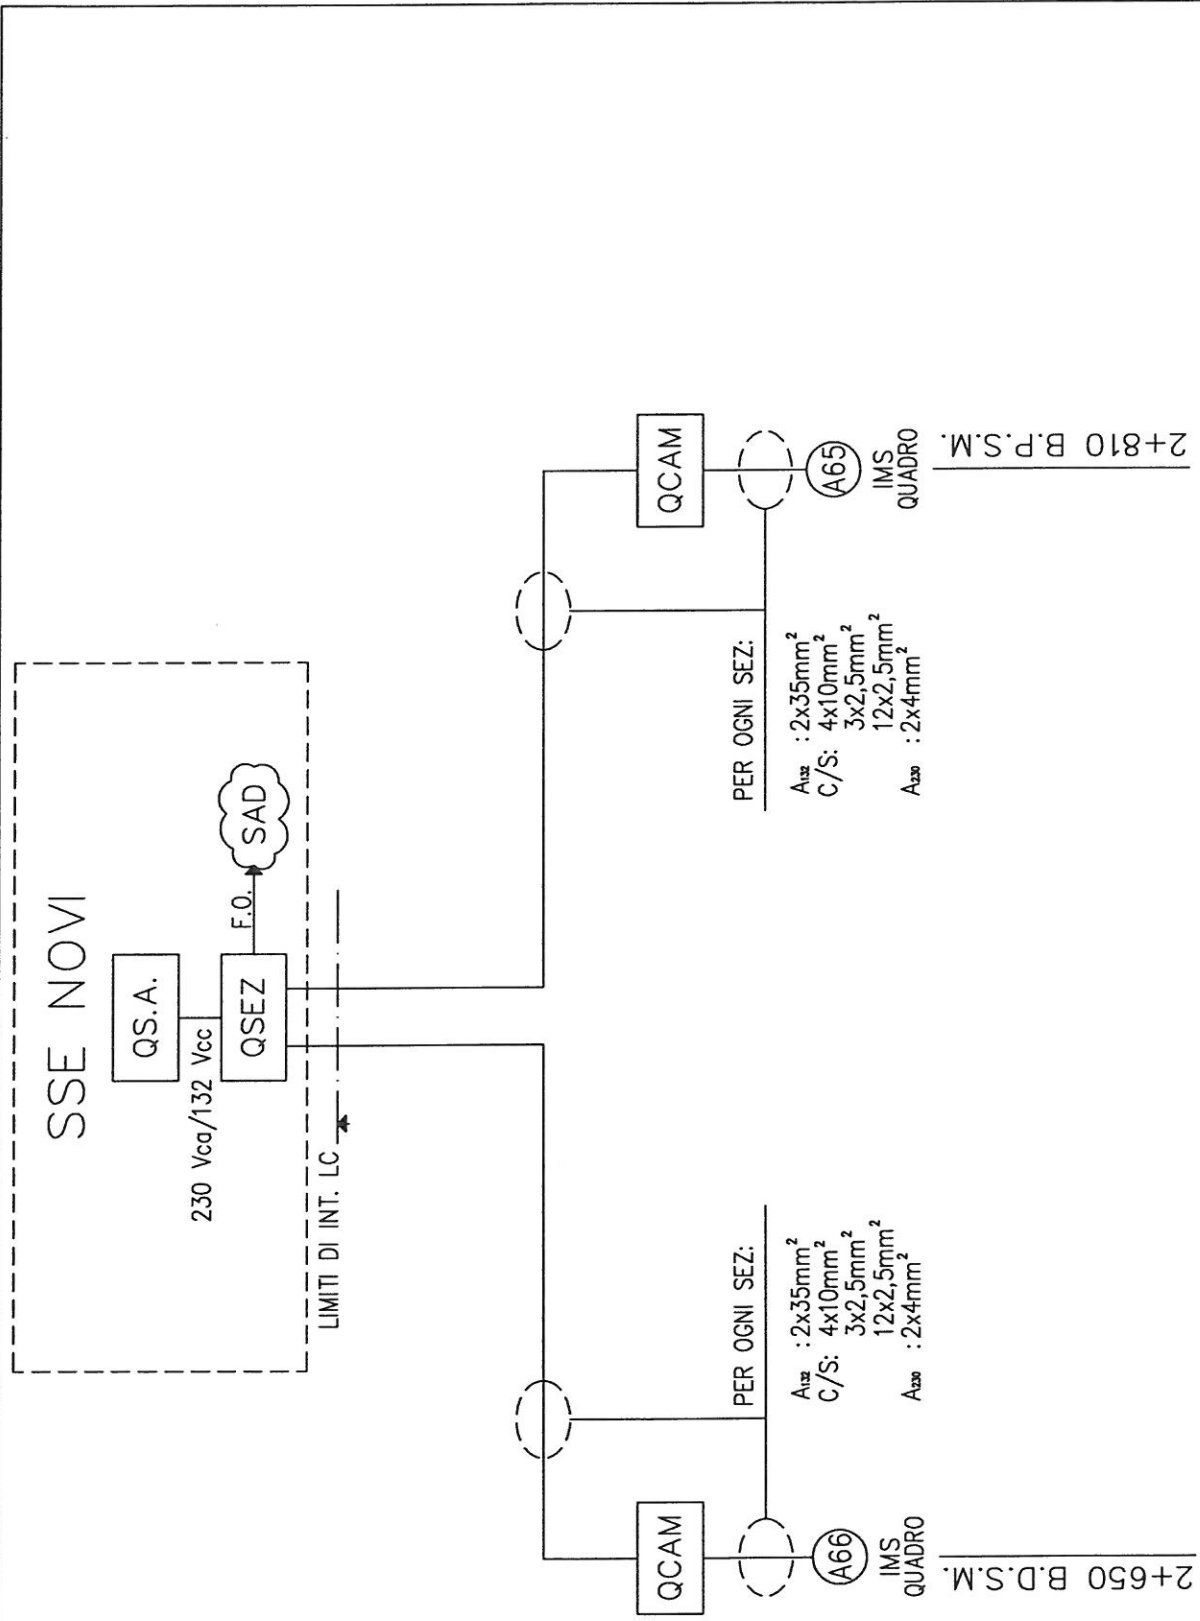 SSE NOVI
QS.A.
230 Vca/132 Vcc
QSEZ
F.O.
SAD
LIMITI DI INT. LC
QCAM
PER OGNI SEZ:
A132 : 2x35mm²
C/S: 4x10mm²
3x2,5mm²
12x2,5mm²
A230 : 2x4mm²
A66
IMS
QUADRO
2+650 B.D.S.M.
QCAM
PER OGNI SEZ:
A132 : 2x35mm²
C/S: 4x10mm²
3x2,5mm²
12x2,5mm²
A230 : 2x4mm²
A65
IMS
QUADRO
2+810 B.P.S.M.